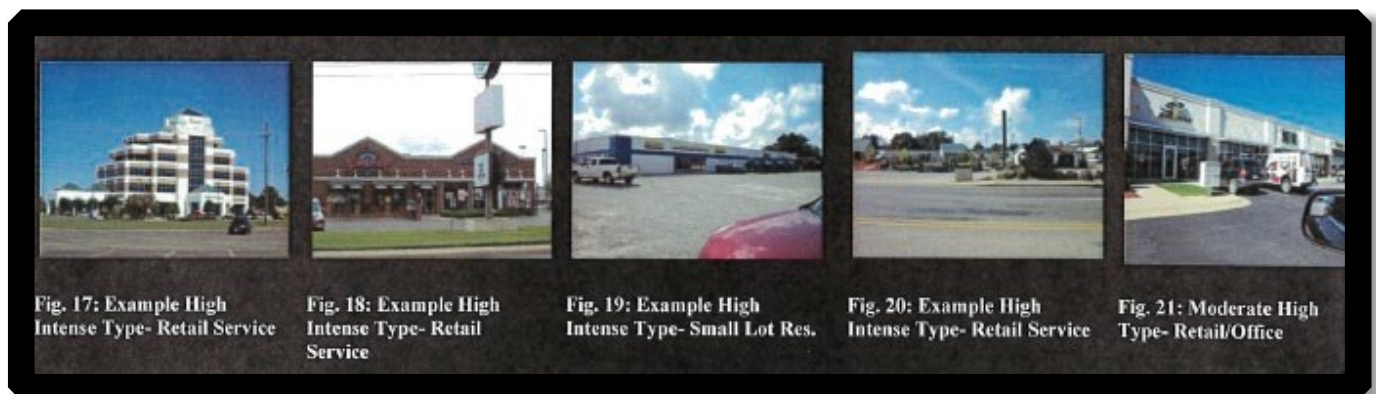 Fig. 17: Example High
Intense Type- Retail Service
Fig. 18: Example High
Intense Type- Retail
Service
Fig. 19: Example High
Intense Type- Small Lot Res.
Fig. 20: Example High
Intense Type- Retail Service
Fig. 21: Moderate High
Type- Retail/Office